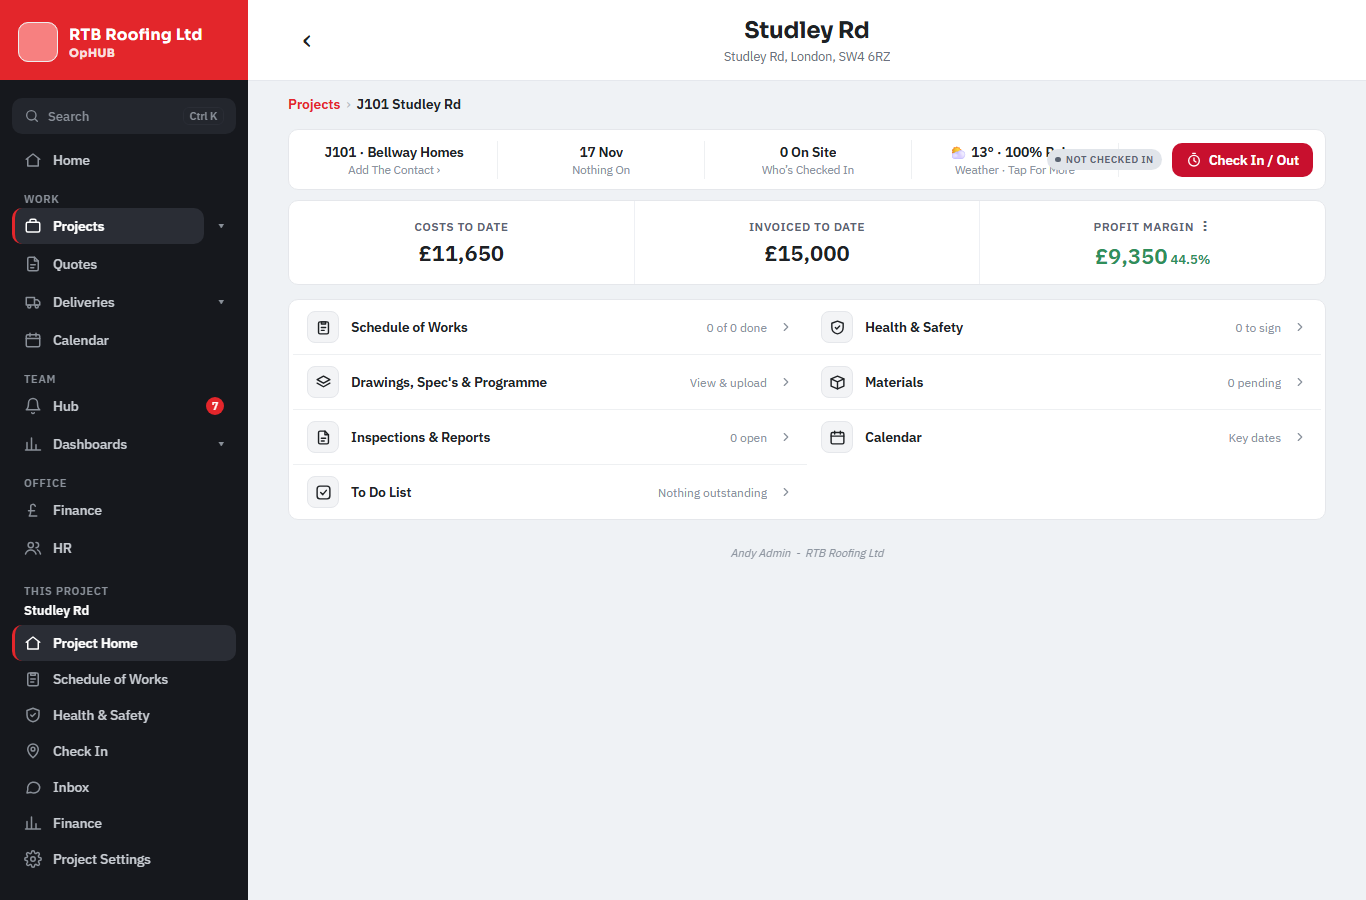 RTB Roofing Ltd
OpHUB
Search Ctrl K
Home
WORK
Projects
Quotes
Deliveries
Calendar
TEAM
Hub 7
Dashboards
OFFICE
Finance
HR
THIS PROJECT
Studley Rd
Project Home
Schedule of Works
Health & Safety
Check In
Inbox
Finance
Project Settings
Studley Rd
Studley Rd, London, SW4 6RZ
Projects › J101 Studley Rd
J101 · Bellway Homes
Add The Contact ›
17 Nov
Nothing On
0 On Site
Who's Checked In
13° · 100%
Weather · Tap For More
NOT CHECKED IN
Check In / Out
COSTS TO DATE
£11,650
INVOICED TO DATE
£15,000
PROFIT MARGIN
£9,350 44.5%
Schedule of Works 0 of 0 done
Health & Safety 0 to sign
Drawings, Spec's & Programme View & upload
Materials 0 pending
Inspections & Reports 0 open
Calendar Key dates
To Do List Nothing outstanding
Andy Admin - RTB Roofing Ltd